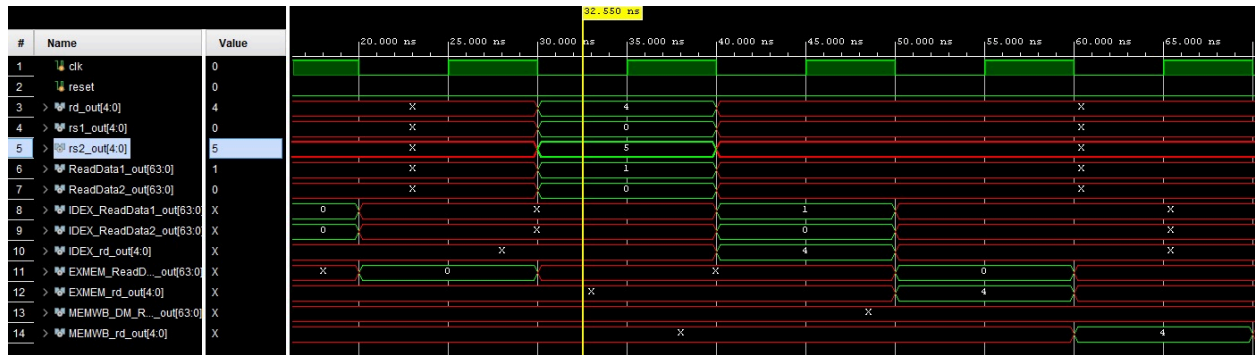 32.550 ns
# Name Value 20.000 ns 25.000 ns 30.000 ns 35.000 ns 40.000 ns 45.000 ns 50.000 ns 55.000 ns 60.000 ns 65.000 ns
1 clk 0
2 reset 0
3 rd_out[4:0] 4 X 4 X
4 rs1_out[4:0] 0 X 0 X
5 rs2_out[4:0] 5 X 5 X
6 ReadData1_out[63:0] 1 X 1 X
7 ReadData2_out[63:0] 0 X 0 X
8 IDEX_ReadData1_out[63:0] X 0 X 1 X
9 IDEX_ReadData2_out[63:0] X 0 X 0 X
10 IDEX_rd_out[4:0] X X 4 X
11 EXMEM_ReadD..._out[63:0] X X 0 X 0
12 EXMEM_rd_out[4:0] X X 4
13 MEMWB_DM_R..._out[63:0] X X
14 MEMWB_rd_out[4:0] X X 4